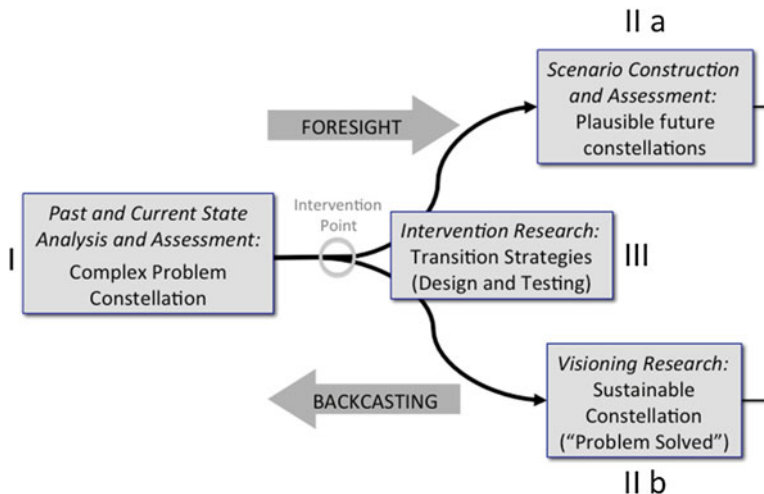 II a
Scenario Construction
and Assessment:
Plausible future
constellations
FORESIGHT
Intervention
Point
I
Past and Current State
Analysis and Assessment:
Complex Problem
Constellation
Intervention Research:
Transition Strategies
(Design and Testing)
III
BACKCASTING
Visioning Research:
Sustainable
Constellation
(“Problem Solved”)
II b